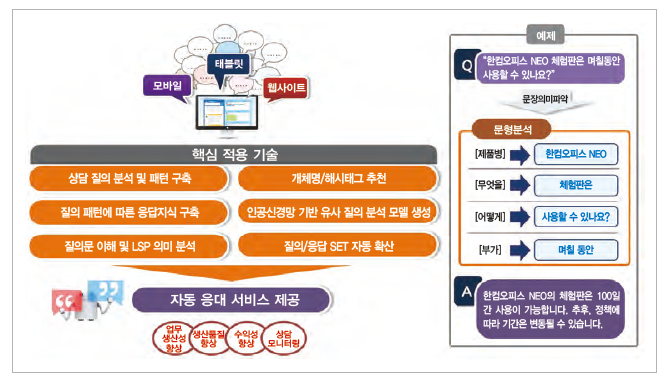 태블릿
모바일
웹사이트
핵심 적용 기술
상담 질의 분석 및 패턴 구축
개체명/해시태그 추천
질의 패턴에 따른 응답지식 구축
인공신경망 기반 유사 질의 분석 모델 생성
질의문 이해 및 LSP 의미 분석
질의/응답 SET 자동 확산
자동 응대 서비스 제공
업무
생산성
향상
생산품질
향상
수익성
향상
상담
모니터링
예제
Q
"한컴오피스 NEO 체험판은 며칠동안
사용할 수 있나요?"
문장의미파악
문형분석
[제품명]
한컴오피스 NEO
[무엇을]
체험판은
[어떻게]
사용할 수 있나요?
[부가]
며칠 동안
A
한컴오피스 NEO의 체험판은 100일
간 사용이 가능합니다. 추후, 정책에
따라 기간은 변동될 수 있습니다.